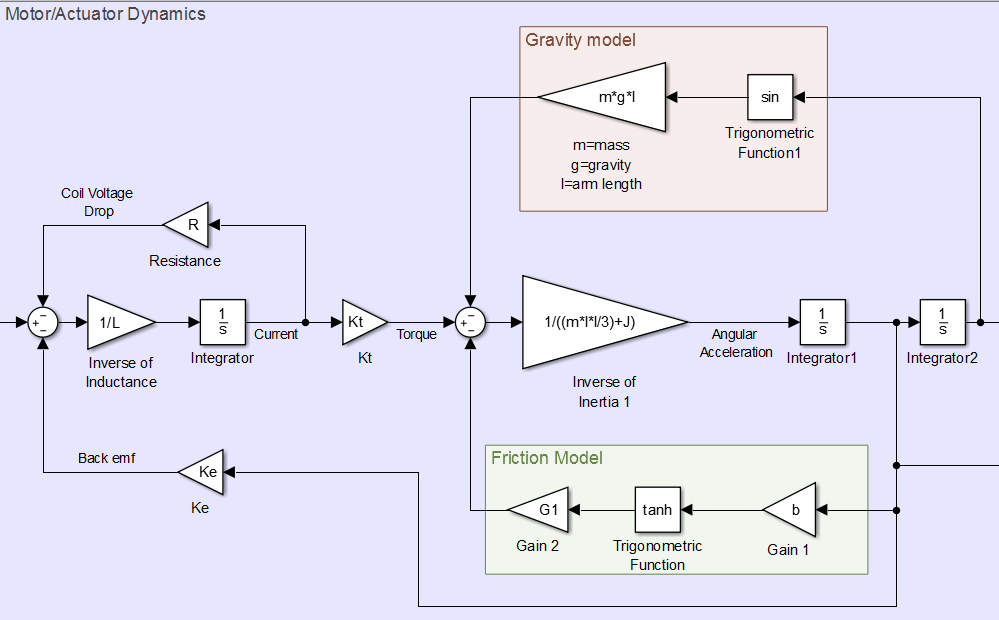 Motor/Actuator Dynamics
Gravity model
m*g*l
sin
Trigonometric
Function1
m=mass
g=gravity
l=arm length
Coil Voltage
Drop
R
Resistance
1/L
Inverse of
Inductance
1
s
Integrator
Current
Kt
Kt
Torque
1/((m*l*l/3)+J)
Inverse of
Inertia 1
Angular
Acceleration
1
s
Integrator1
1
s
Integrator2
Back emf
Ke
Ke
Friction Model
G1
Gain 2
tanh
Trigonometric
Function
b
Gain 1